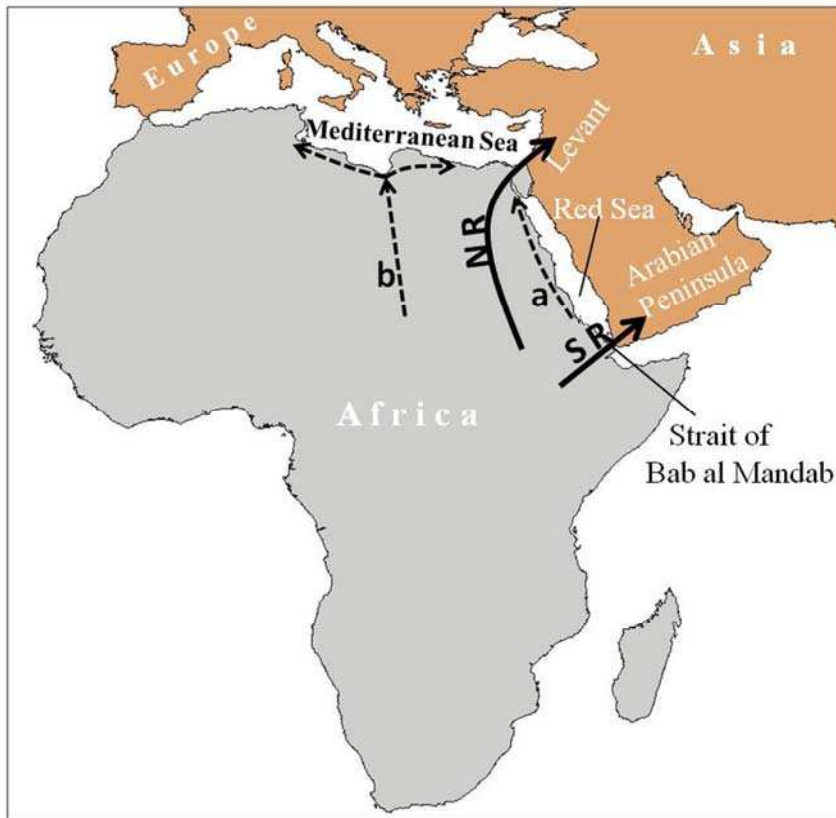 Europe
Asia
Mediterranean Sea
Levant
Red Sea
NR
Arabian
Peninsula
b
a
SR
Africa
Strait of
Bab al Mandab